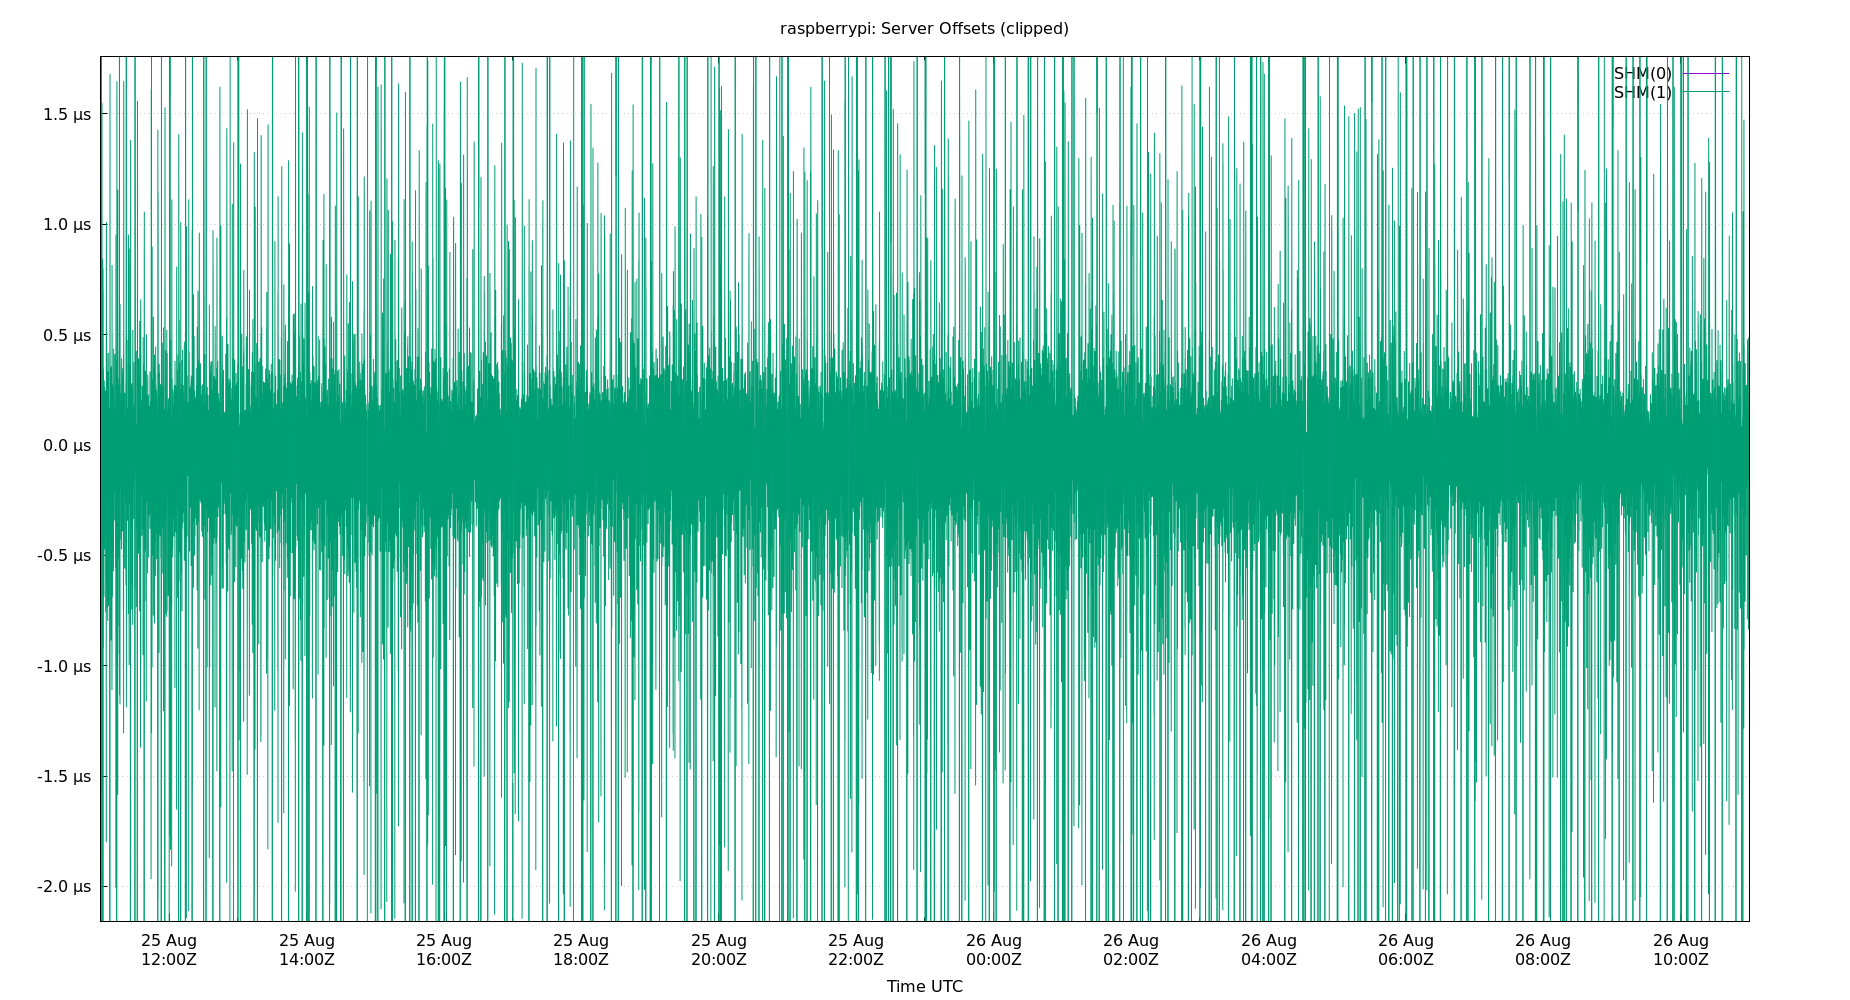 raspberrypi: Server Offsets (clipped)
SHM(0)
SHM(1)
1.5 µs
1.0 µs
0.5 µs
0.0 µs
-0.5 µs
-1.0 µs
-1.5 µs
-2.0 µs
25 Aug 25 Aug 25 Aug 25 Aug 25 Aug 25 Aug 26 Aug 26 Aug 26 Aug 26 Aug 26 Aug 26 Aug
12:00Z 14:00Z 16:00Z 18:00Z 20:00Z 22:00Z 00:00Z 02:00Z 04:00Z 06:00Z 08:00Z 10:00Z
Time UTC